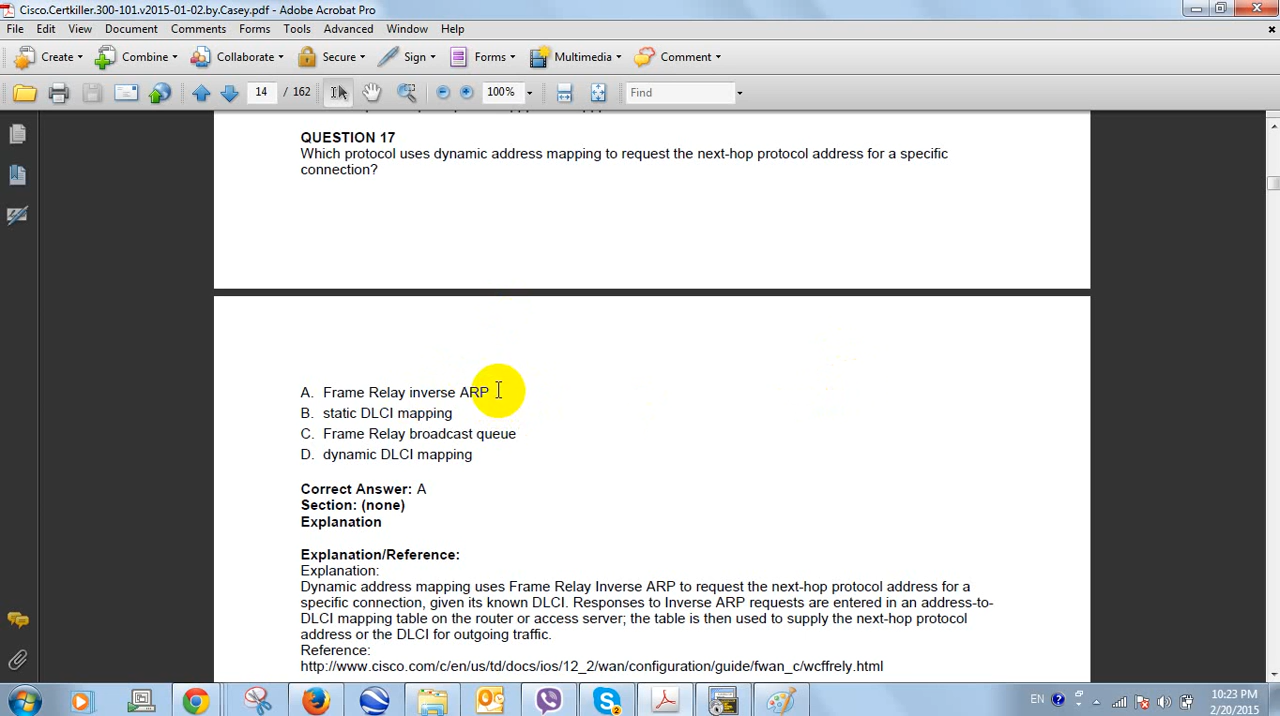 Cisco.Certkiller.300-101.v2015-01-02.by.Casey.pdf - Adobe Acrobat Pro
File Edit View Document Comments Forms Tools Advanced Window Help
Create Combine Collaborate Secure Sign Forms Multimedia Comment
14 / 162 100% Find
QUESTION 17
Which protocol uses dynamic address mapping to request the next-hop protocol address for a specific
connection?
A. Frame Relay inverse ARP
B. static DLCI mapping
C. Frame Relay broadcast queue
D. dynamic DLCI mapping
Correct Answer: A
Section: (none)
Explanation
Explanation/Reference:
Explanation:
Dynamic address mapping uses Frame Relay Inverse ARP to request the next-hop protocol address for a
specific connection, given its known DLCI. Responses to Inverse ARP requests are entered in an address-to-
DLCI mapping table on the router or access server; the table is then used to supply the next-hop protocol
address or the DLCI for outgoing traffic.
Reference:
http://www.cisco.com/c/en/us/td/docs/ios/12_2/wan/configuration/guide/fwan_c/wcffrely.html
EN 10:23 PM
2/20/2015